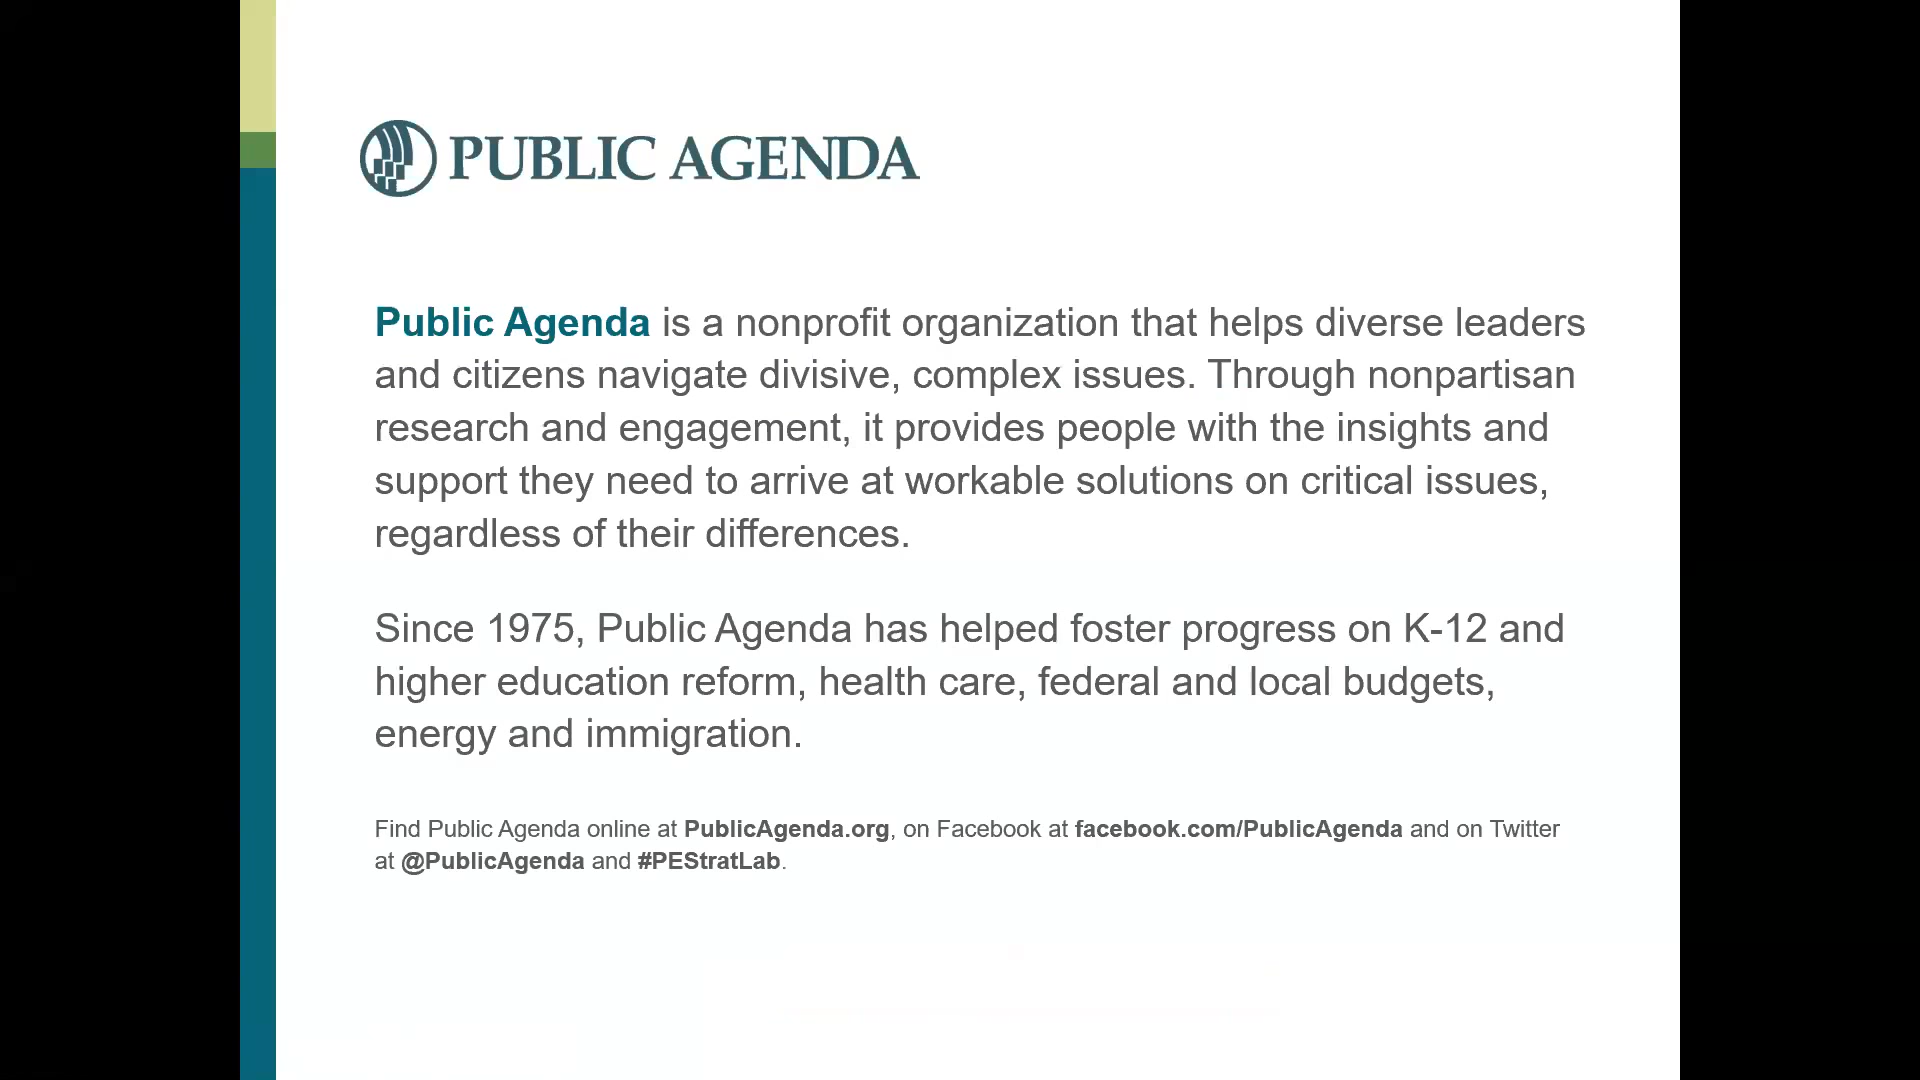 PUBLIC AGENDA
Public Agenda is a nonprofit organization that helps diverse leaders
and citizens navigate divisive, complex issues. Through nonpartisan
research and engagement, it provides people with the insights and
support they need to arrive at workable solutions on critical issues,
regardless of their differences.
Since 1975, Public Agenda has helped foster progress on K-12 and
higher education reform, health care, federal and local budgets,
energy and immigration.
Find Public Agenda online at PublicAgenda.org, on Facebook at facebook.com/PublicAgenda and on Twitter
at @PublicAgenda and #PEStratLab.